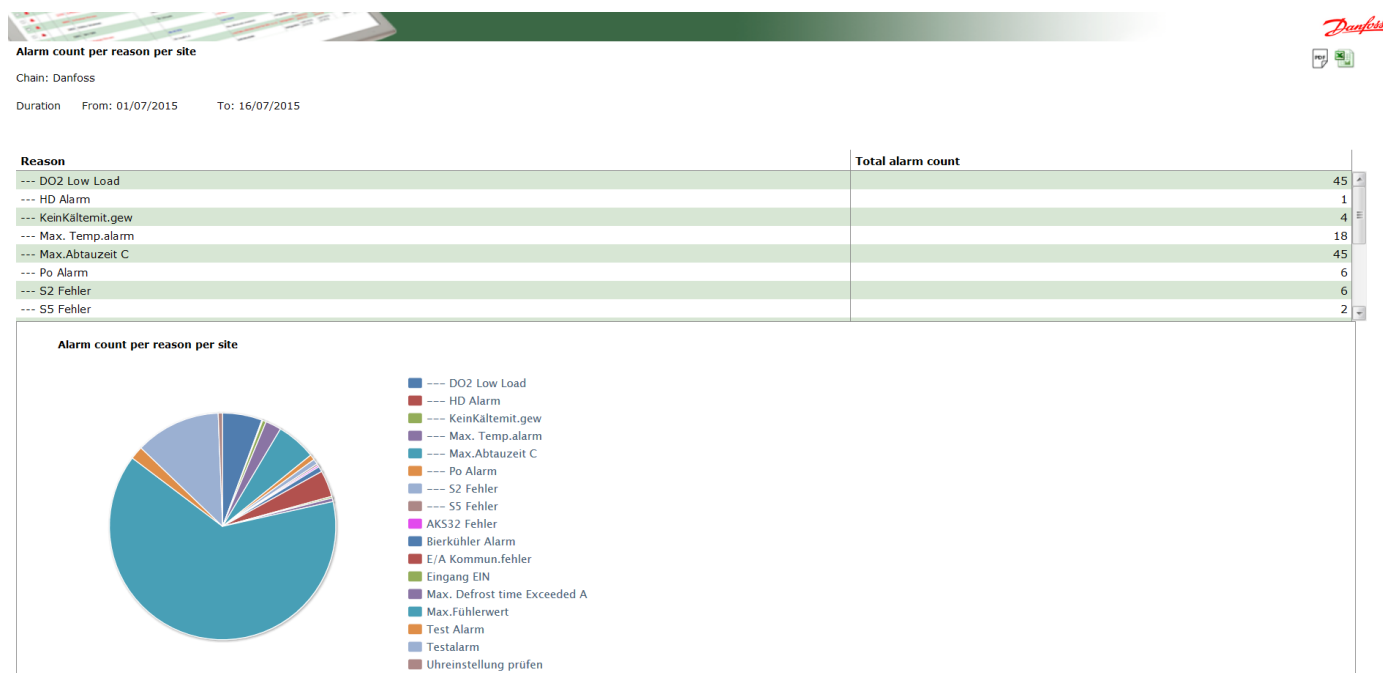 Danfoss
Alarm count per reason per site
PDF
Chain: Danfoss
Duration From: 01/07/2015 To: 16/07/2015
Reason Total alarm count
--- DO2 Low Load 45
--- HD Alarm 1
--- KeinKältemit.gew 4
--- Max. Temp.alarm 18
--- Max.Abtauzeit C 45
--- Po Alarm 6
--- S2 Fehler 6
--- S5 Fehler 2
Alarm count per reason per site
--- DO2 Low Load
--- HD Alarm
--- KeinKältemit.gew
--- Max. Temp.alarm
--- Max.Abtauzeit C
--- Po Alarm
--- S2 Fehler
--- S5 Fehler
AKS32 Fehler
Bierkühler Alarm
E/A Kommun.fehler
Eingang EIN
Max. Defrost time Exceeded A
Max.Fühlerwert
Test Alarm
Testalarm
Uhreinstellung prüfen